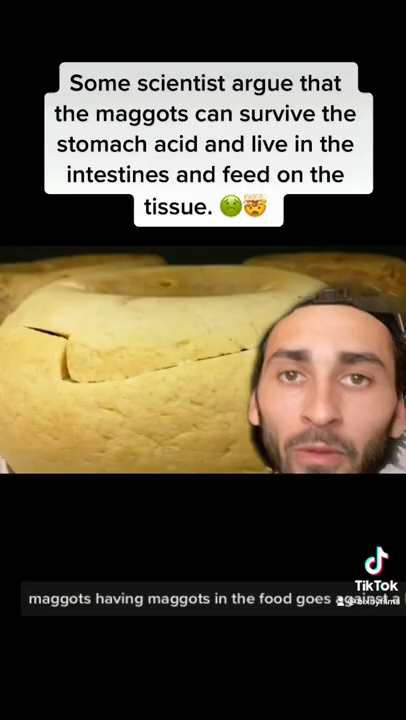 Some scientist argue that
the maggots can survive the
stomach acid and live in the
intestines and feed on the
tissue. 🤢🤯
TikTok
maggots having maggots in the food goes against a